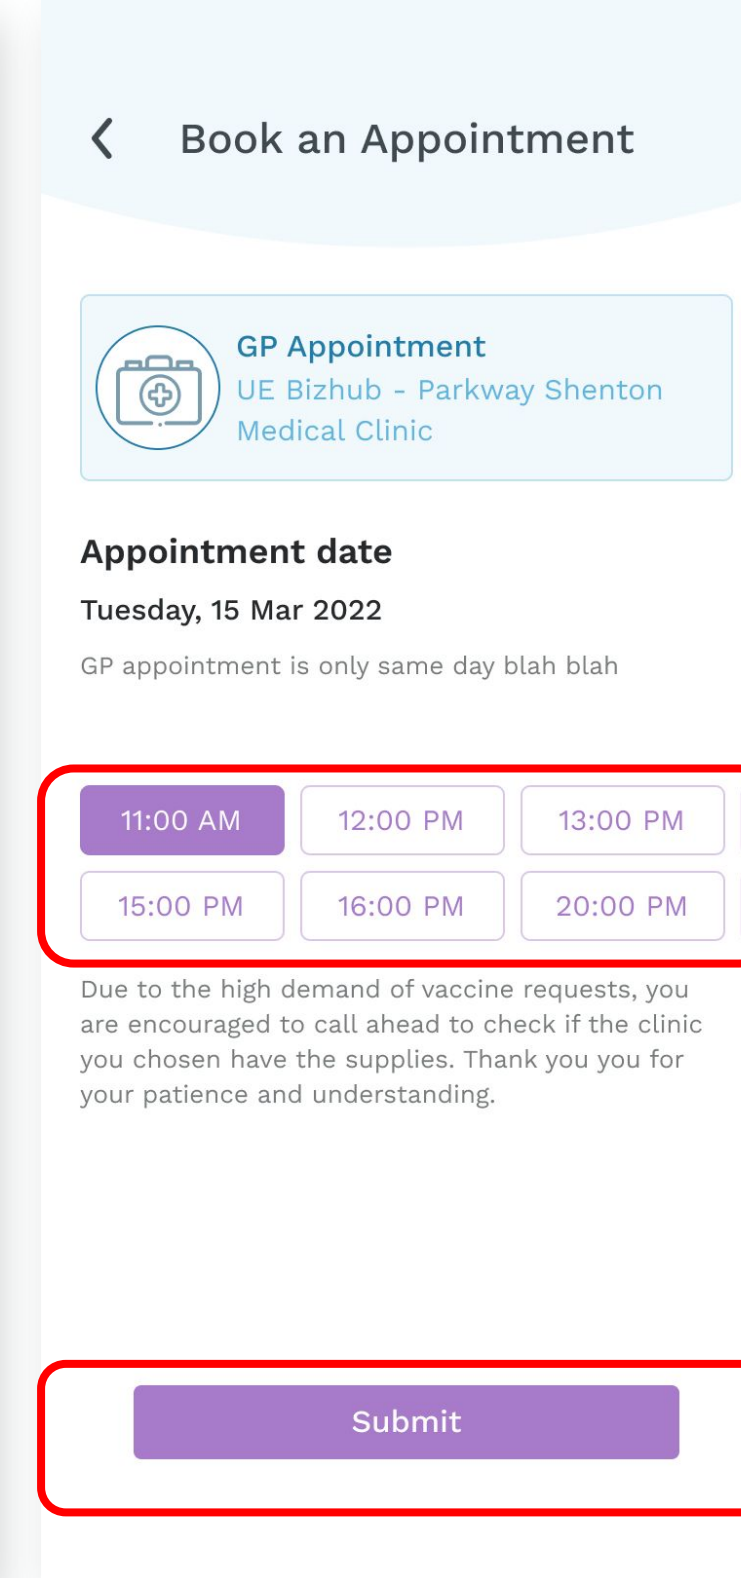 Book an Appointment
GP Appointment
UE Bizhub - Parkway Shenton
Medical Clinic
Appointment date
Tuesday, 15 Mar 2022
GP appointment is only same day blah blah
11:00 AM 12:00 PM 13:00 PM
15:00 PM 16:00 PM 20:00 PM
Due to the high demand of vaccine requests, you
are encouraged to call ahead to check if the clinic
you chosen have the supplies. Thank you you for
your patience and understanding.
Submit